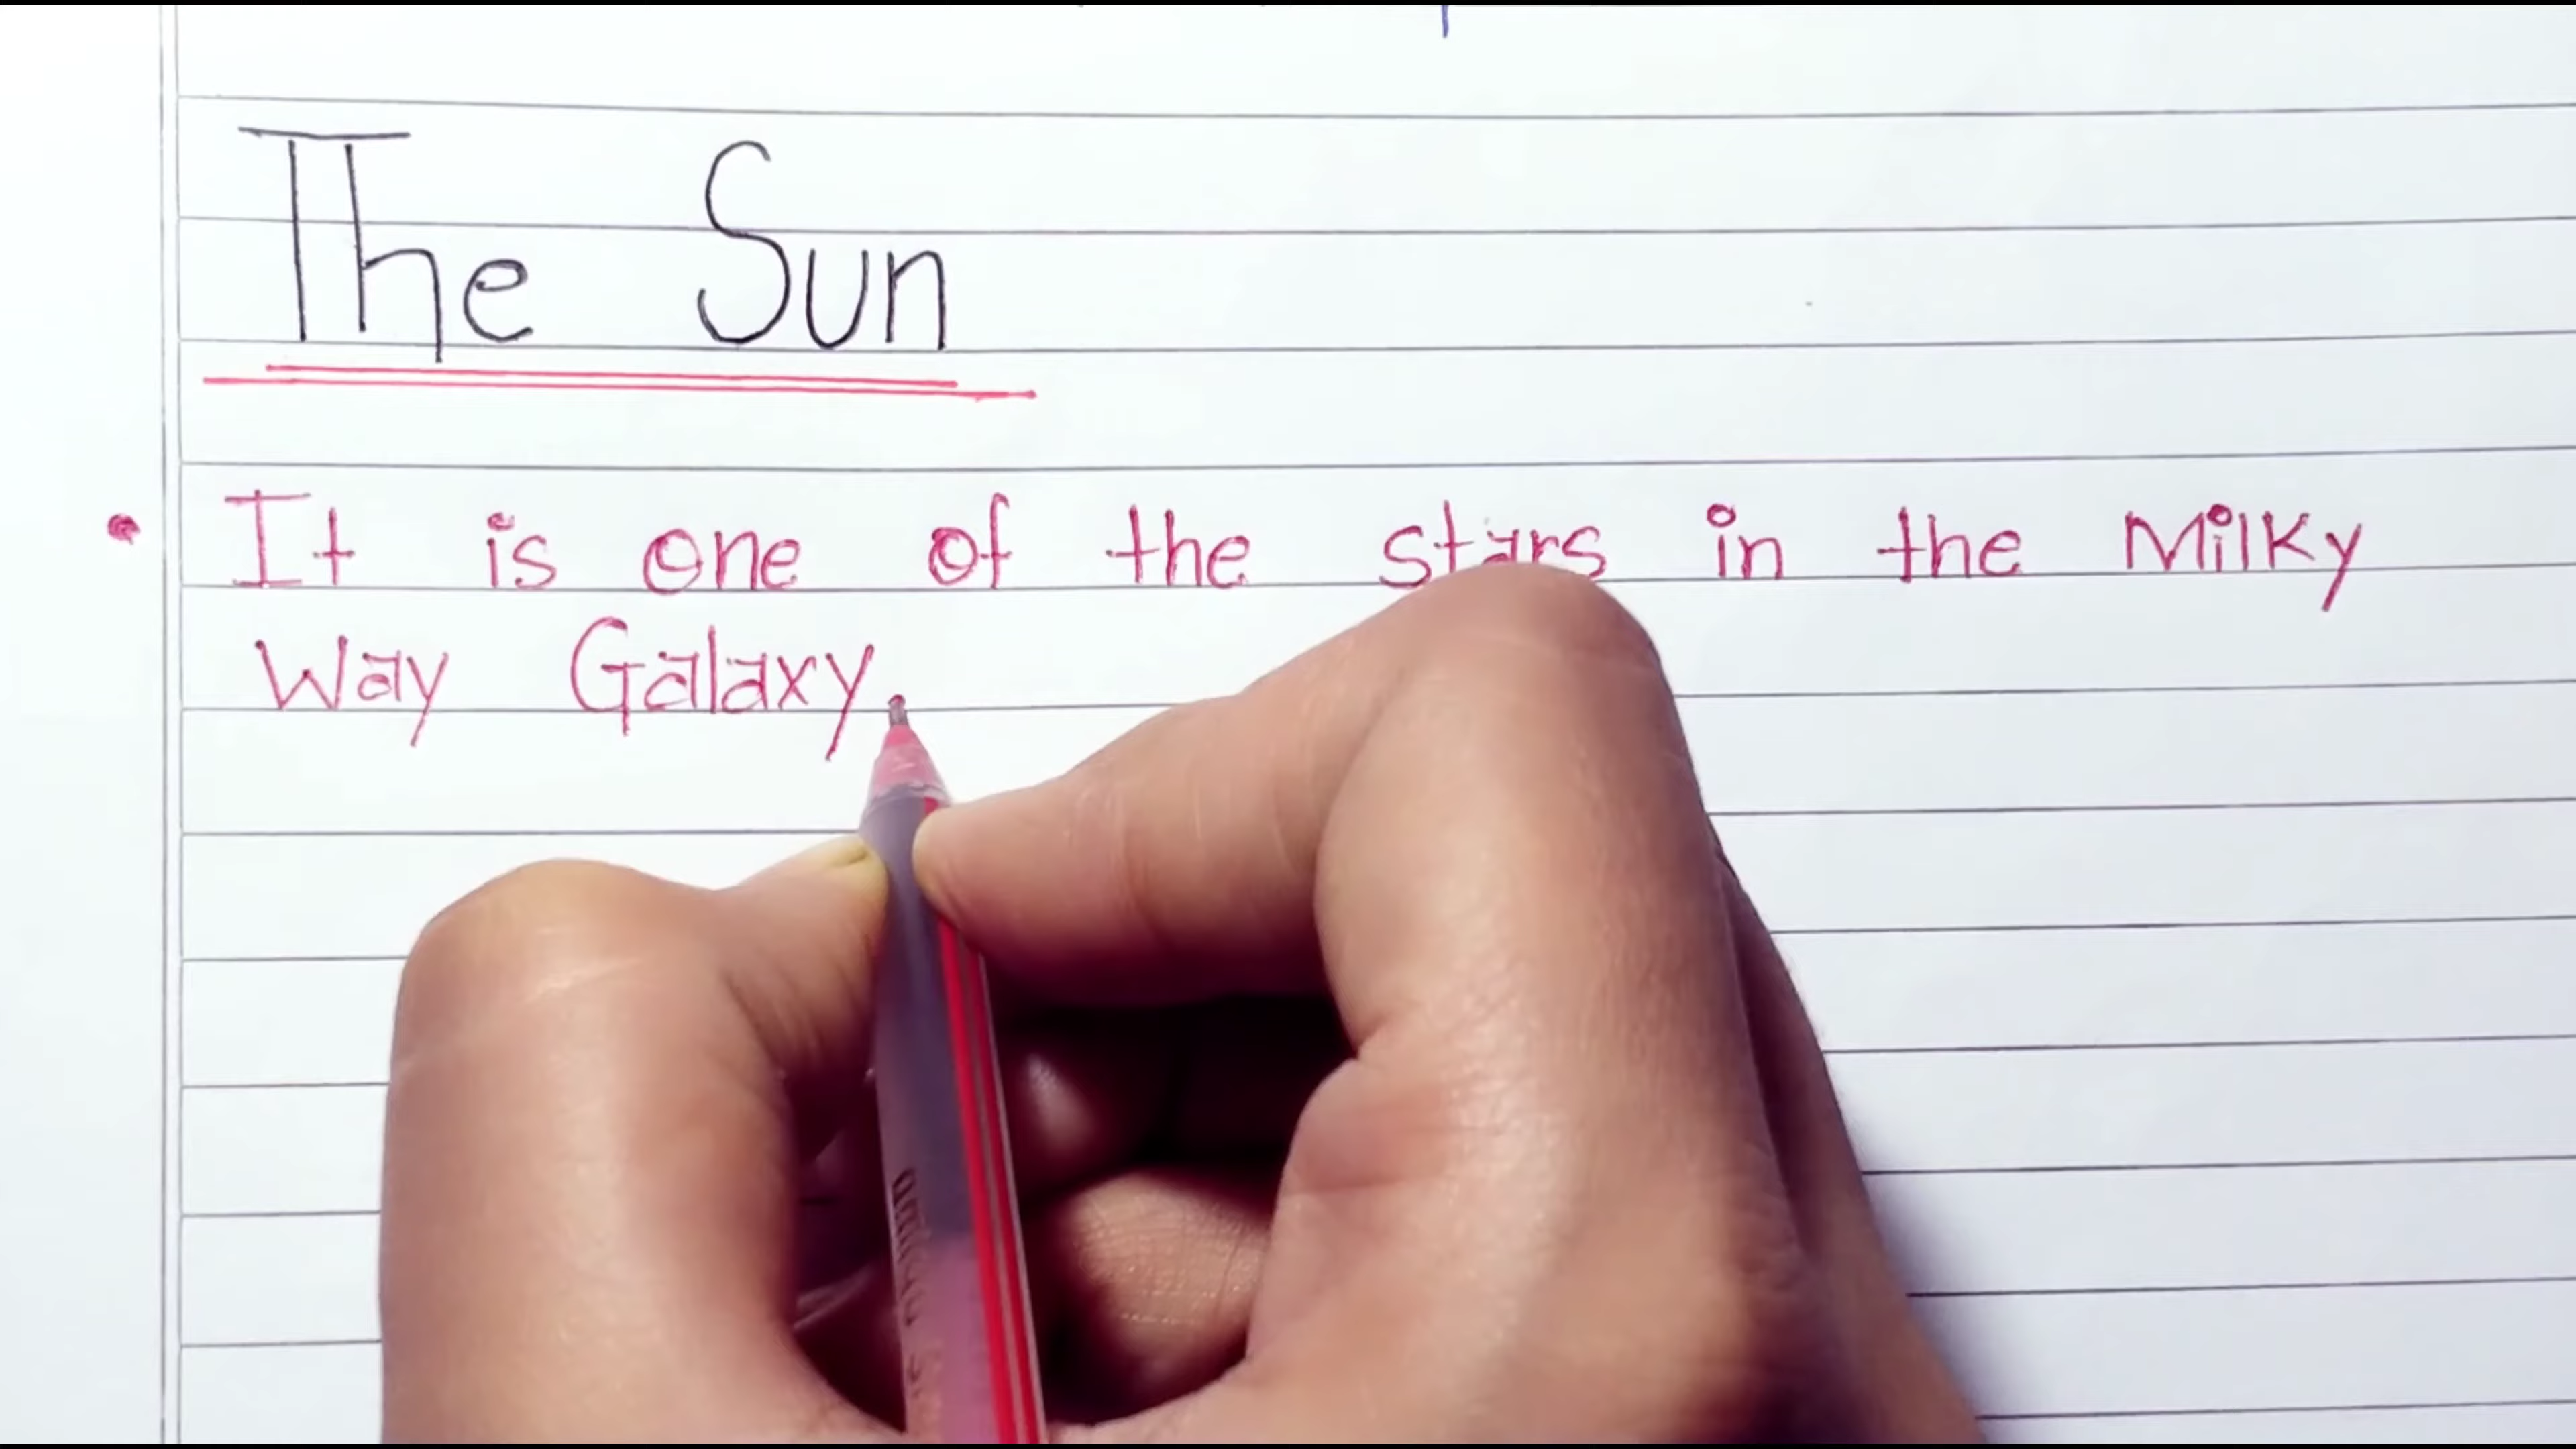 The Sun
• It is one of the stars in the Milky
Way Galaxy.